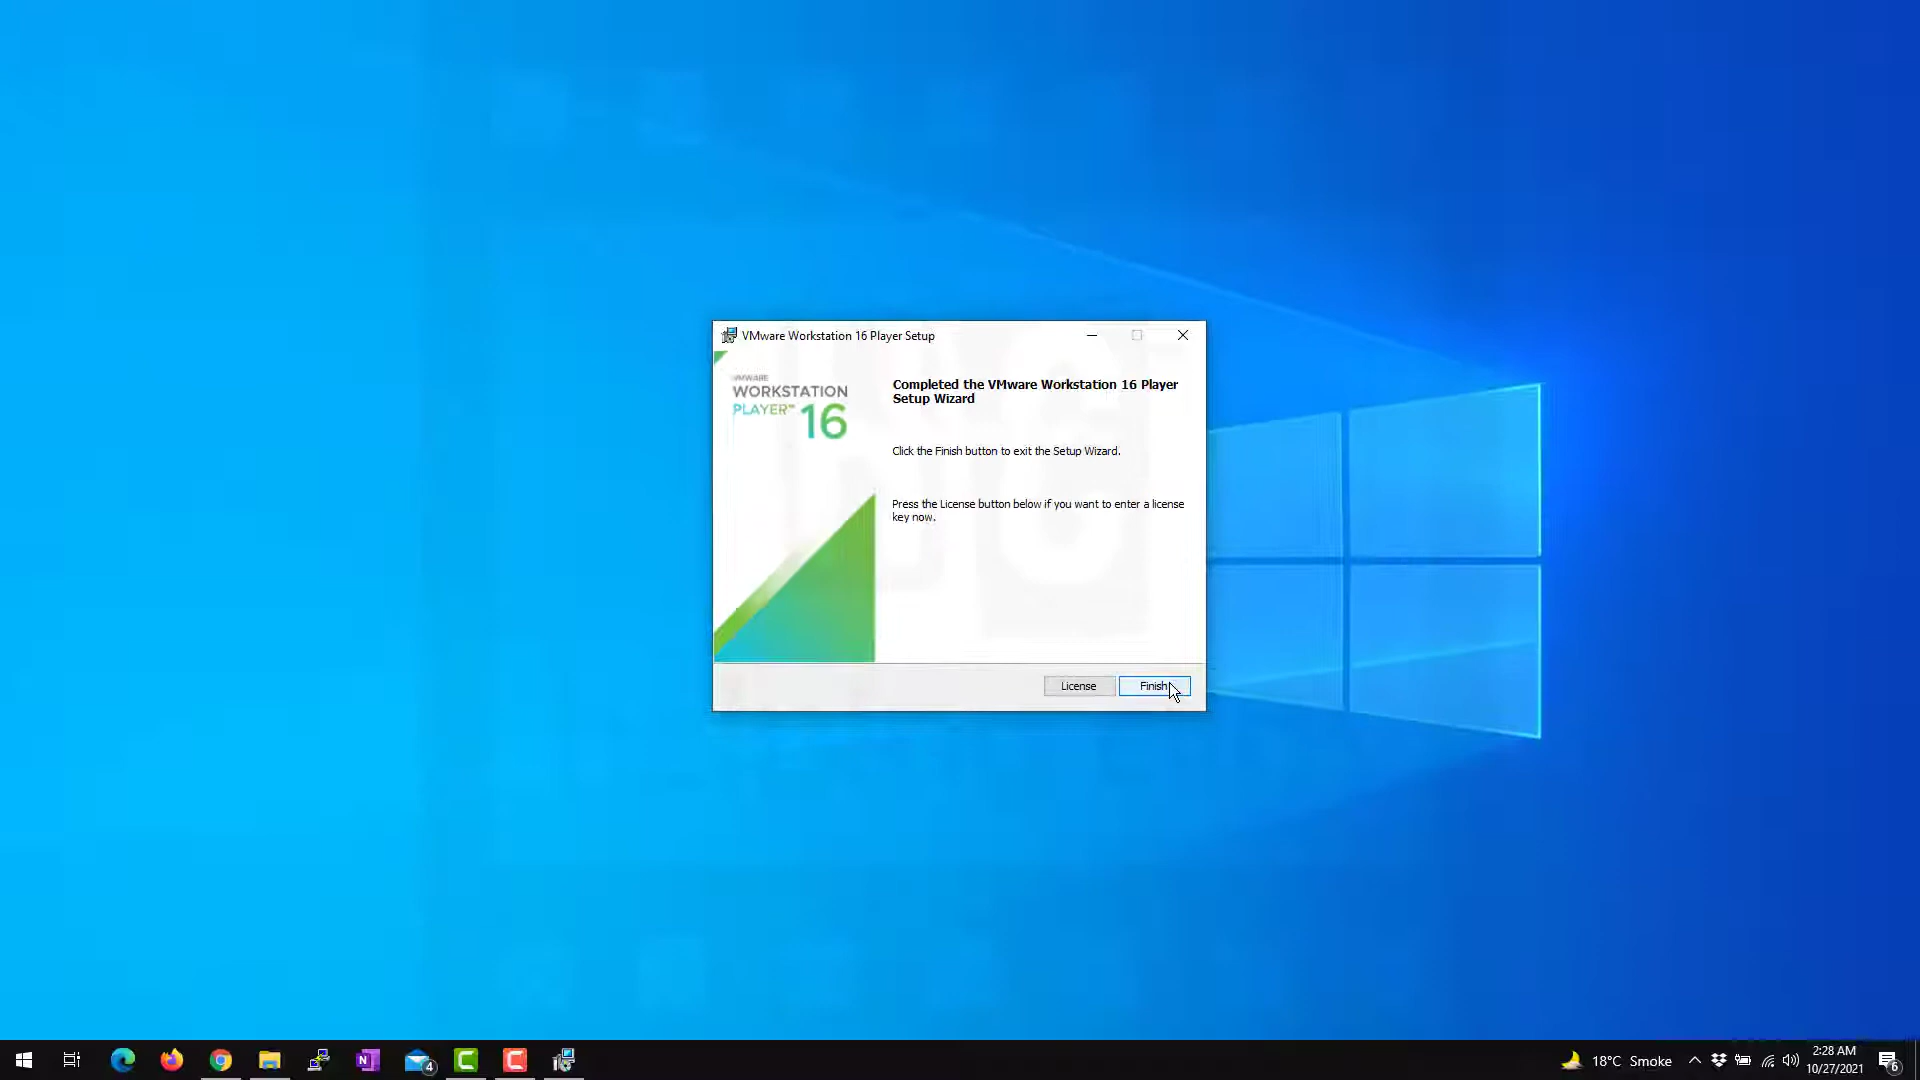 VMware Workstation 16 Player Setup
VMWARE
WORKSTATION
PLAYER™ 16
Completed the VMware Workstation 16 Player
Setup Wizard
Click the Finish button to exit the Setup Wizard.
Press the License button below if you want to enter a license
key now.
License
Finish
N
4
18°C Smoke
2:28 AM
10/27/2021
6